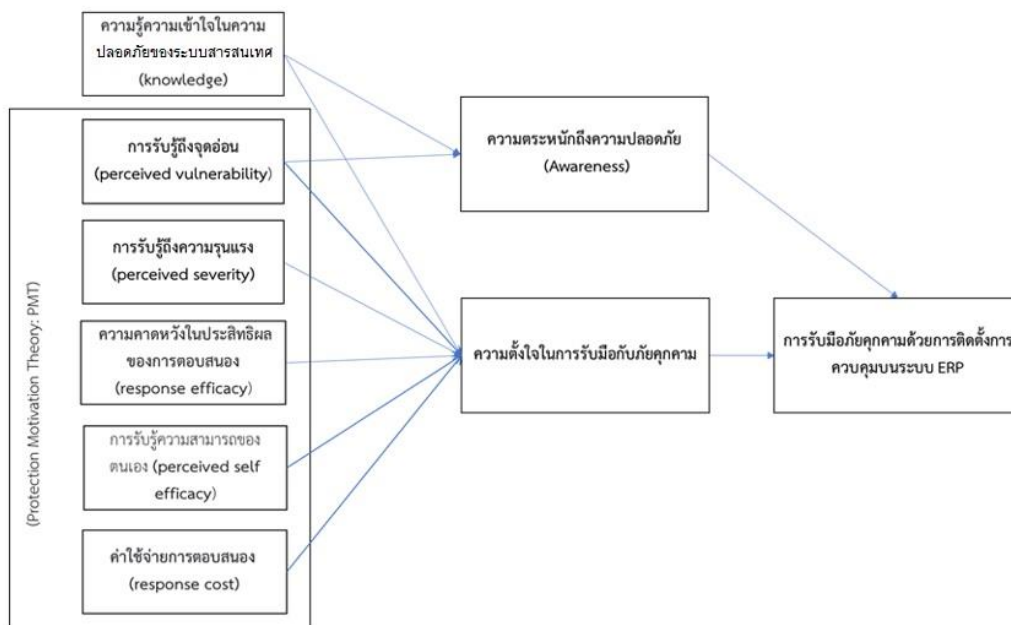 ความรู้ความเข้าใจในความ
ปลอดภัยของระบบสารสนเทศ
(knowledge)
(Protection Motivation Theory: PMT)
การรับรู้ถึงจุดอ่อน
(perceived vulnerability)
การรับรู้ถึงความรุนแรง
(perceived severity)
ความคาดหวังในประสิทธิผล
ของการตอบสนอง
(response efficacy)
การรับรู้ความสามารถของ
ตนเอง (perceived self
efficacy)
ค่าใช้จ่ายการตอบสนอง
(response cost)
ความตระหนักถึงความปลอดภัย
(Awareness)
ความตั้งใจในการรับมือกับภัยคุกคาม
การรับมือภัยคุกคามด้วยการติดตั้งการ
ควบคุมบนระบบ ERP